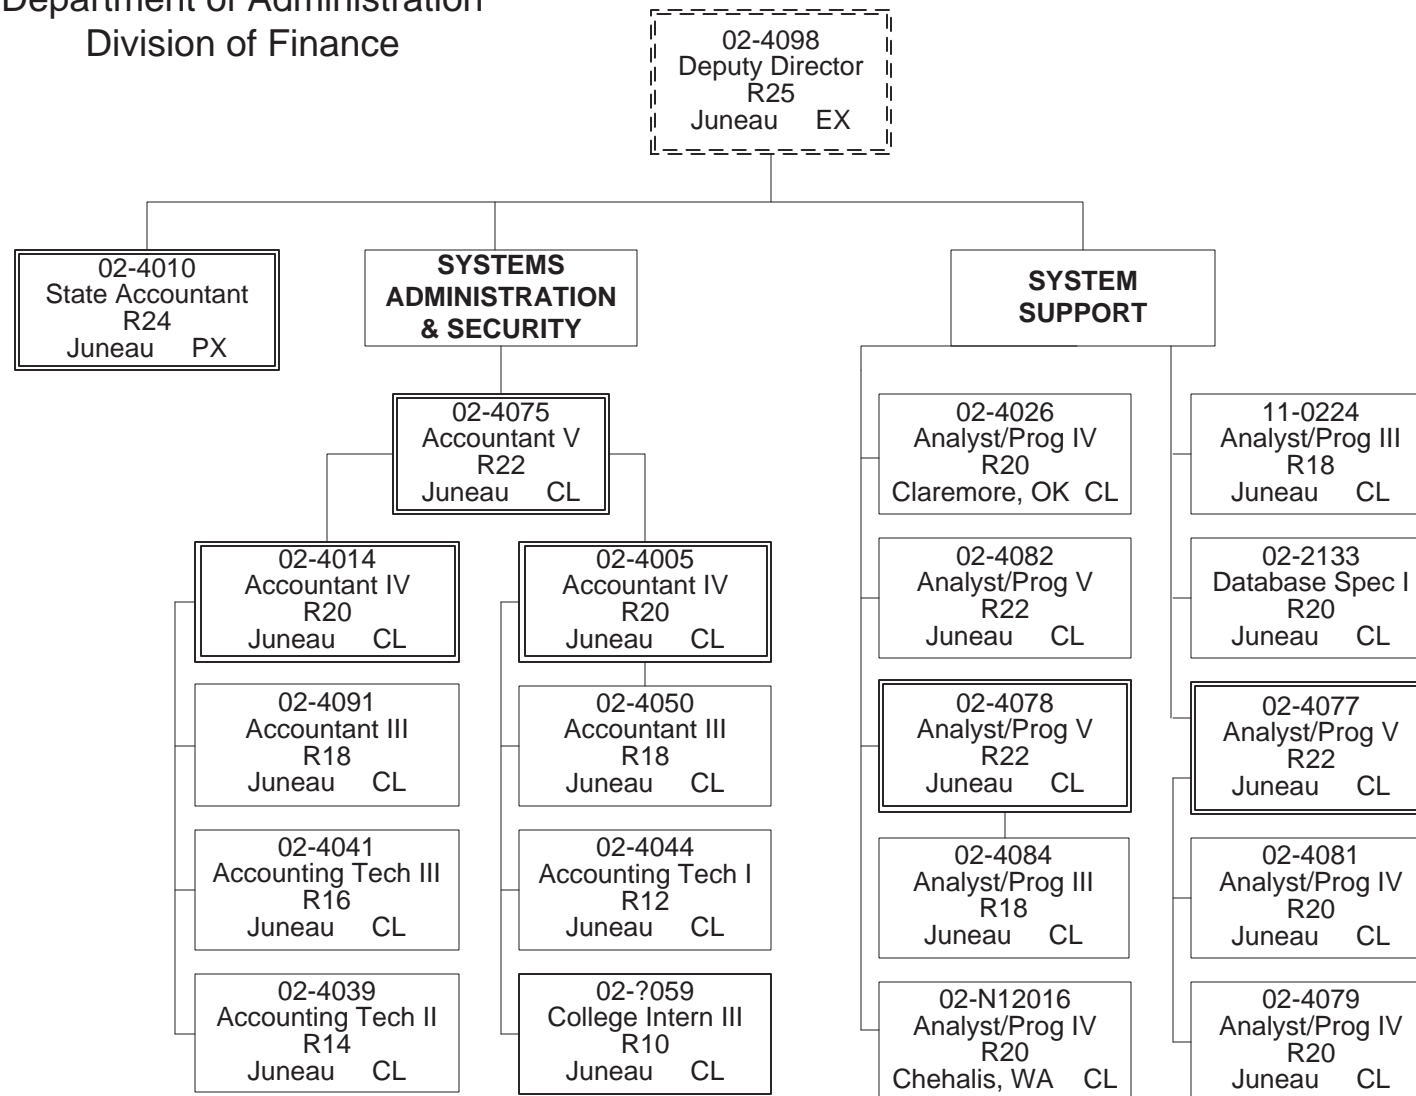 Department of Administration
Division of Finance
02-4098
Deputy Director
R25
Juneau EX
02-4010
State Accountant
R24
Juneau PX
SYSTEMS
ADMINISTRATION
& SECURITY
SYSTEM
SUPPORT
02-4075
Accountant V
R22
Juneau CL
02-4014
Accountant IV
R20
Juneau CL
02-4091
Accountant III
R18
Juneau CL
02-4041
Accounting Tech III
R16
Juneau CL
02-4039
Accounting Tech II
R14
Juneau CL
02-4005
Accountant IV
R20
Juneau CL
02-4050
Accountant III
R18
Juneau CL
02-4044
Accounting Tech I
R12
Juneau CL
02-?059
College Intern III
R10
Juneau CL
02-4026
Analyst/Prog IV
R20
Claremore, OK CL
02-4082
Analyst/Prog V
R22
Juneau CL
02-4078
Analyst/Prog V
R22
Juneau CL
02-4084
Analyst/Prog III
R18
Juneau CL
02-N12016
Analyst/Prog IV
R20
Chehalis, WA CL
11-0224
Analyst/Prog III
R18
Juneau CL
02-2133
Database Spec I
R20
Juneau CL
02-4077
Analyst/Prog V
R22
Juneau CL
02-4081
Analyst/Prog IV
R20
Juneau CL
02-4079
Analyst/Prog IV
R20
Juneau CL